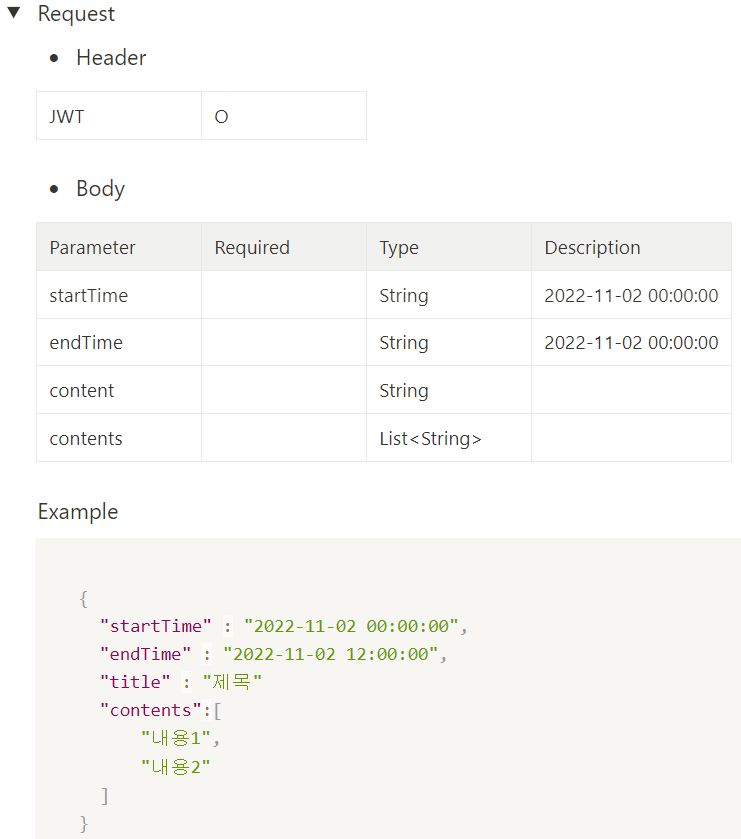 ▼ Request
• Header
JWT O
• Body
Parameter Required Type Description
startTime String 2022-11-02 00:00:00
endTime String 2022-11-02 00:00:00
content String
contents List<String>
Example
{
"startTime" : "2022-11-02 00:00:00",
"endTime" : "2022-11-02 12:00:00",
"title" : "제목"
"contents":[
"내용1",
"내용2"
]
}